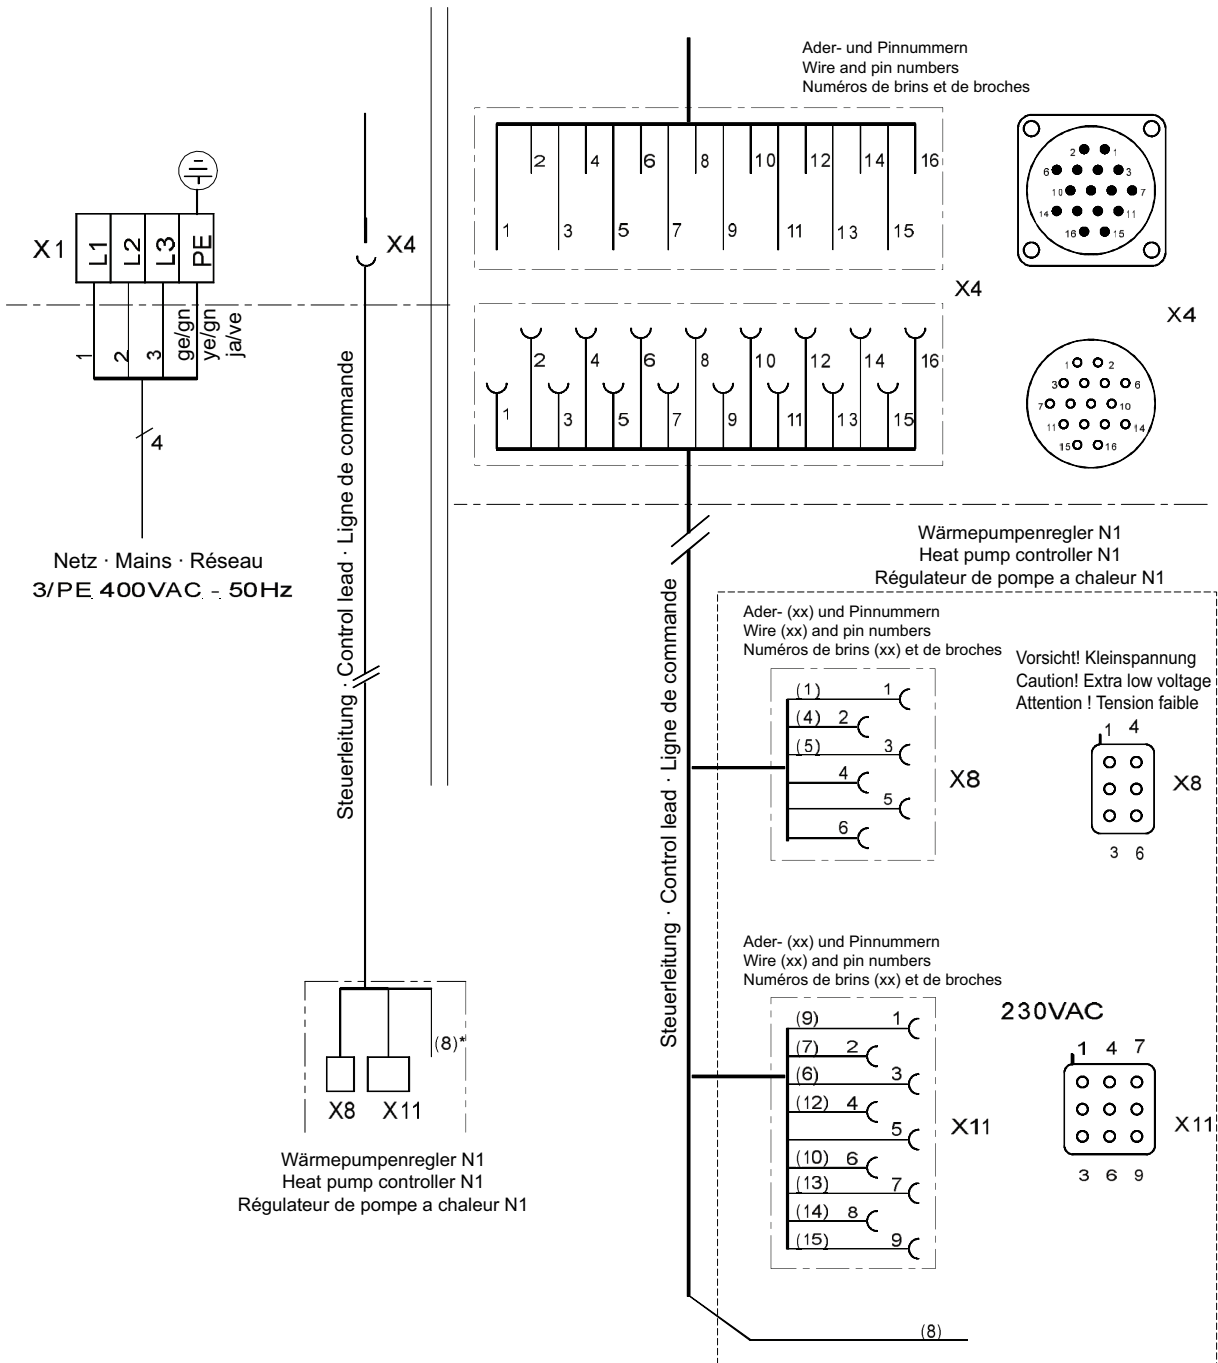 Ader- und Pinnummern
Wire and pin numbers
Numéros de brins et de broches
2 4 6 8 10 12 14 16
1 3 5 7 9 11 13 15
2 1
6 3
10 7
14 11
16 15
X1
L1 L2 L3 PE
X4
X4
X4
1 2 3
ge/gn
ye/gn
ja/ve
4
Netz · Mains · Réseau
3/PE 400VAC - 50Hz
Steuerleitung · Control lead · Ligne de commande
2 4 6 8 10 12 14 16
1 3 5 7 9 11 13 15
1 2
3 6
7 10
11 14
15 16
Wärmepumpenregler N1
Heat pump controller N1
Régulateur de pompe a chaleur N1
Steuerleitung · Control lead · Ligne de commande
Ader- (xx) und Pinnummern
Wire (xx) and pin numbers
Numéros de brins (xx) et de broches
Vorsicht! Kleinspannung
Caution! Extra low voltage
Attention ! Tension faible
(1) 1
(4) 2
(5) 3
4
5
6
X8
1 4
X8
3 6
Ader- (xx) und Pinnummern
Wire (xx) and pin numbers
Numéros de brins (xx) et de broches
(9) 1
(7) 2
(6) 3
(12) 4
5
(10) 6
(13) 7
(14) 8
(15) 9
X11
230VAC
1 4 7
X11
3 6 9
(8)
(8)*
X8 X11
Wärmepumpenregler N1
Heat pump controller N1
Régulateur de pompe a chaleur N1